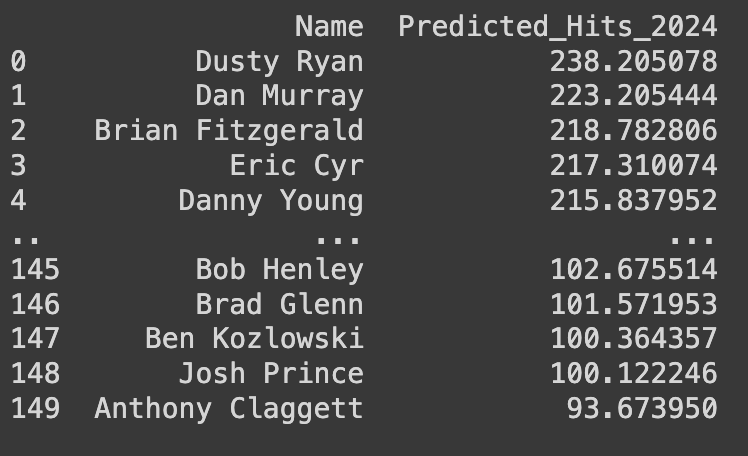 Name Predicted_Hits_2024
0 Dusty Ryan 238.205078
1 Dan Murray 223.205444
2 Brian Fitzgerald 218.782806
3 Eric Cyr 217.310074
4 Danny Young 215.837952
.. ... ...
145 Bob Henley 102.675514
146 Brad Glenn 101.571953
147 Ben Kozlowski 100.364357
148 Josh Prince 100.122246
149 Anthony Claggett 93.673950